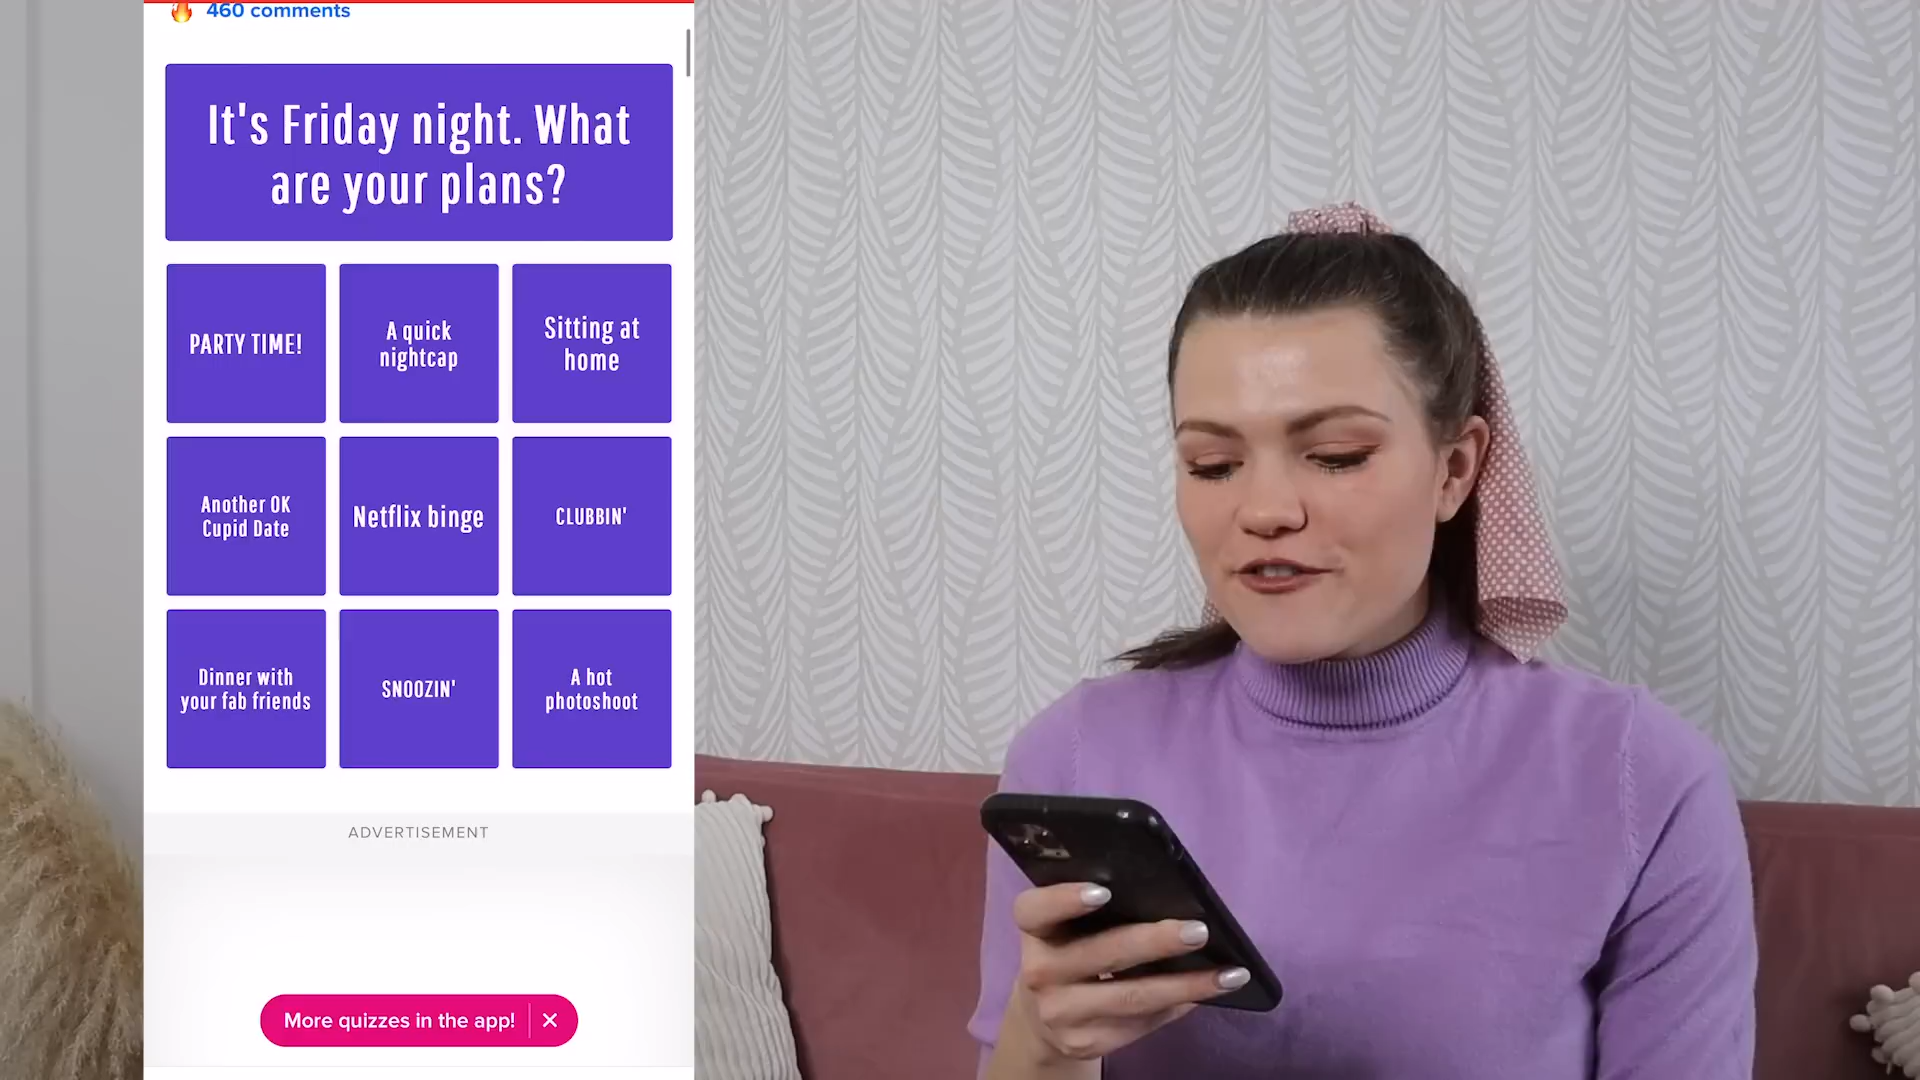 460 comments
It's Friday night. What
are your plans?
PARTY TIME!
A quick
nightcap
Sitting at
home
Another OK
Cupid Date
Netflix binge
CLUBBIN'
Dinner with
your fab friends
SNOOZIN'
A hot
photoshoot
ADVERTISEMENT
More quizzes in the app!